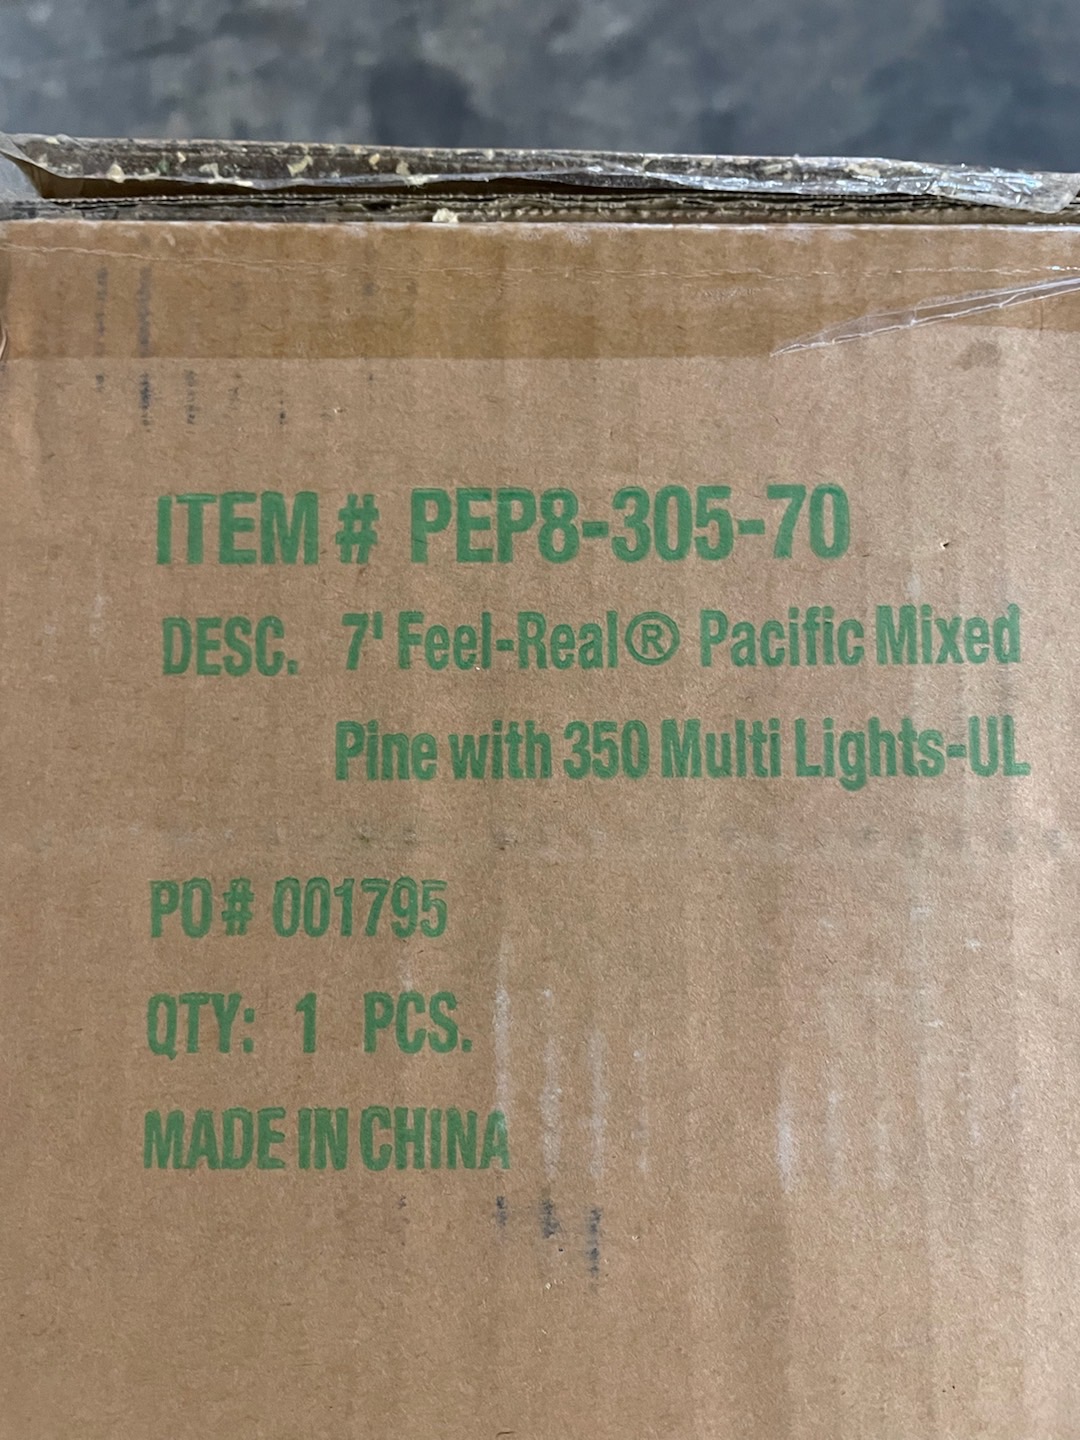 ITEM # PEP8-305-70
DESC. 7' Feel-Real® Pacific Mixed
Pine with 350 Multi Lights-UL
PO# 001795
QTY: 1 PCS.
MADE IN CHINA